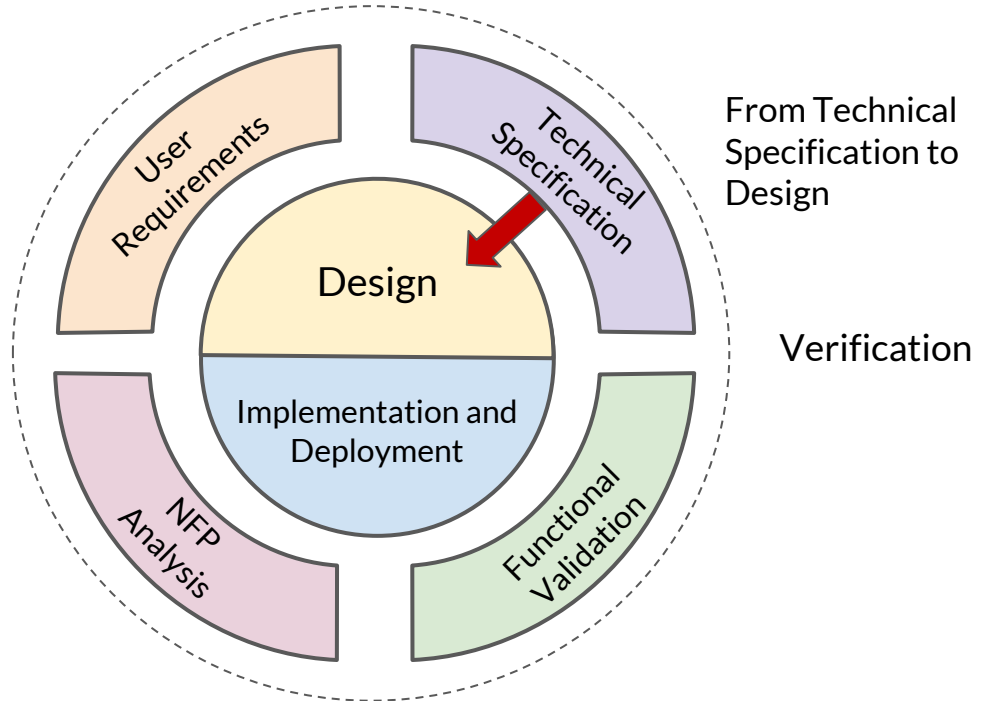 User
Requirements
Technical
Specification
From Technical
Specification to
Design
Design
Verification
Implementation and
Deployment
NFP
Analysis
Functional
Validation